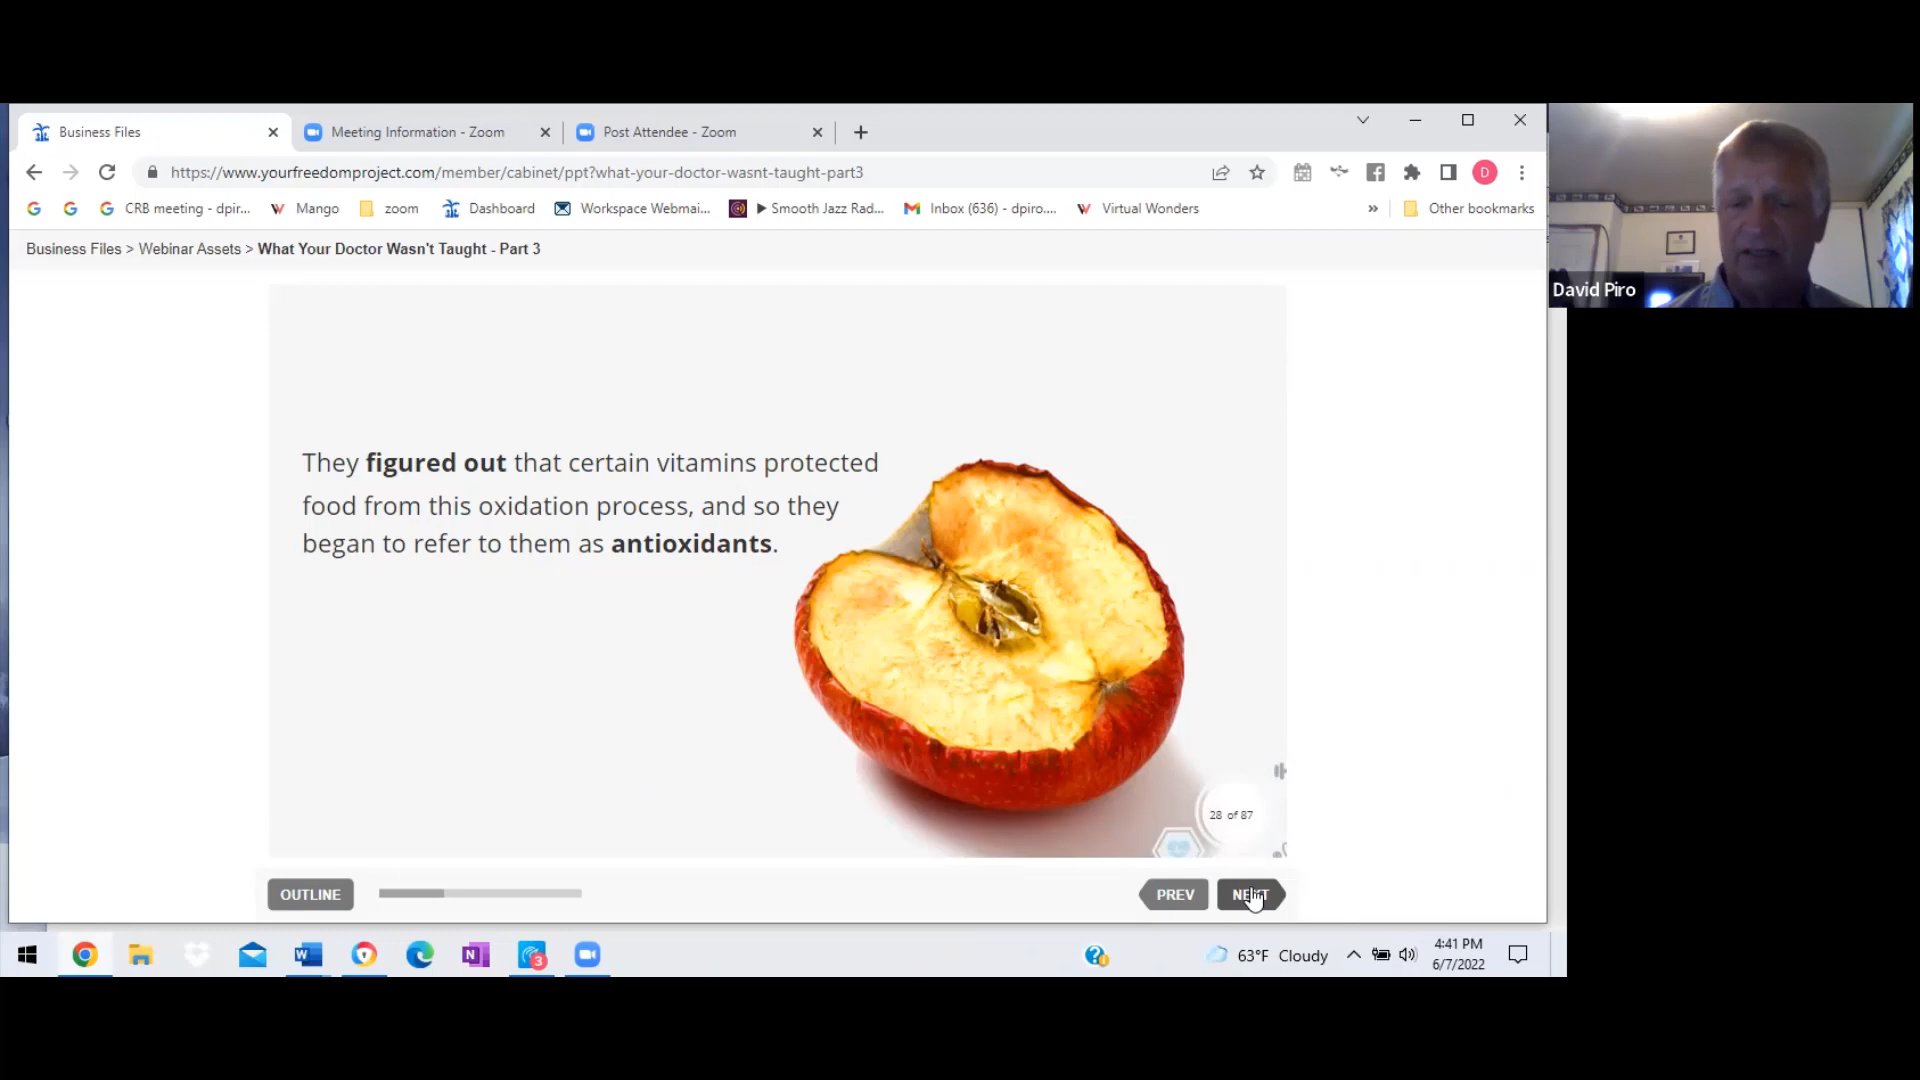 Business Files
Meeting Information - Zoom
Post Attendee - Zoom
https://www.yourfreedomproject.com/member/cabinet/ppt?what-your-doctor-wasnt-taught-part3
D
CRB meeting - dpir...
Mango
zoom
Dashboard
Workspace Webmai...
Smooth Jazz Rad...
Inbox (636) - dpiro....
Virtual Wonders
»
Other bookmarks
Business Files > Webinar Assets > What Your Doctor Wasn't Taught - Part 3
David Piro
They figured out that certain vitamins protected
food from this oxidation process, and so they
began to refer to them as antioxidants.
28 of 87
OUTLINE
PREV
NEXT
3
63°F Cloudy
4:41 PM
6/7/2022